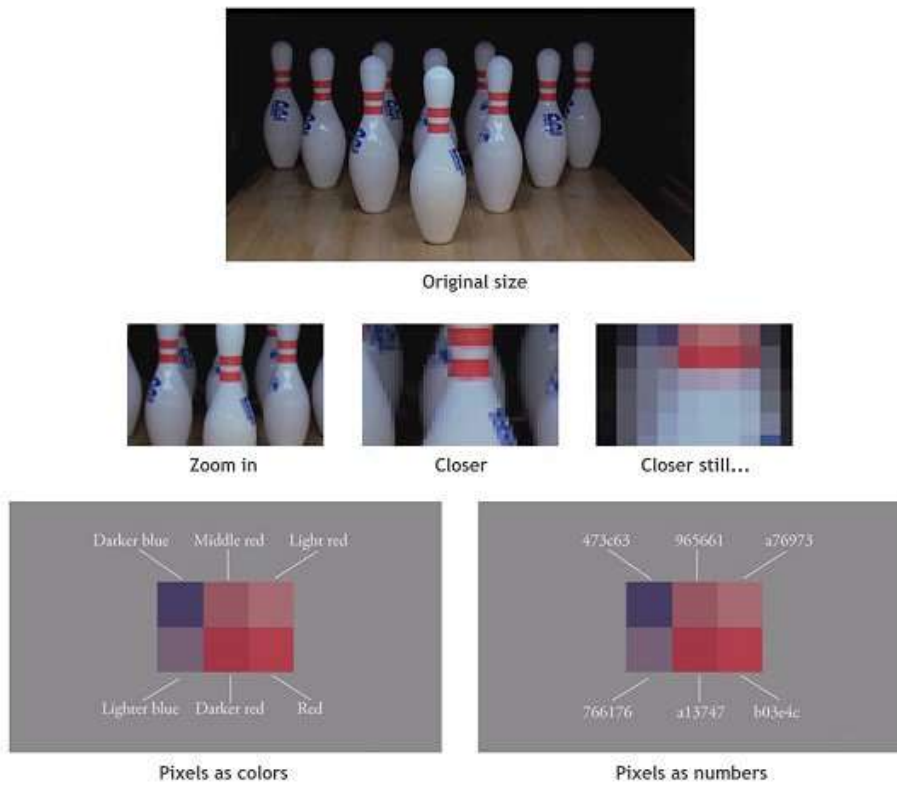 Original size
Zoom in
Closer
Closer still...
Darker blue Middle red Light red
Lighter blue Darker red Red
Pixels as colors
473c63 965661 a76973
766176 a13747 b03e4c
Pixels as numbers